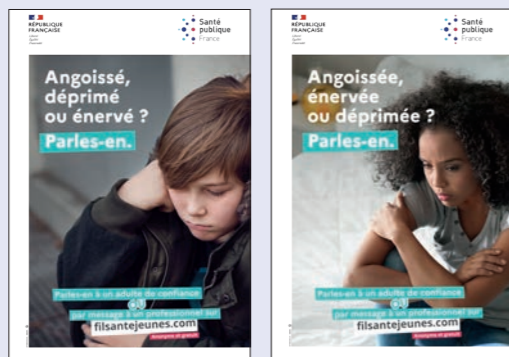 RÉPUBLIQUE
FRANÇAISE
Santé
publique
France
Angoissé,
déprimé
ou énervé ?
Parles-en.
Parles-en à un adulte de confiance
OU
par message à un professionnel sur
filsantejeunes.com
Anonyme et gratuit
RÉPUBLIQUE
FRANÇAISE
Santé
publique
France
Angoissée,
énervée
ou déprimée ?
Parles-en.
Parles-en à un adulte de confiance
OU
par message à un professionnel sur
filsantejeunes.com
Anonyme et gratuit